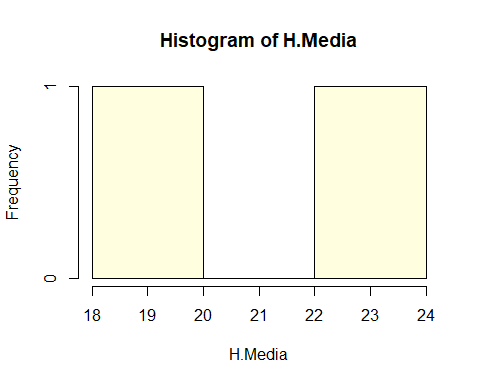 Histogram of H.Media
Frequency
1
0
18 19 20 21 22 23 24
H.Media